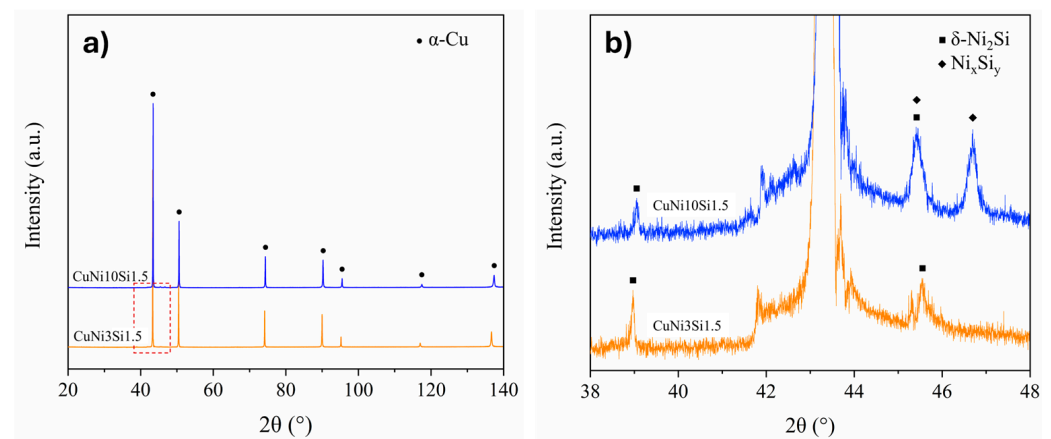 a)
● α-Cu
Intensity (a.u.)
CuNi10Si1.5
CuNi3Si1.5
20 40 60 80 100 120 140
2θ (°)
b)
■ δ-Ni₂Si
◆ NiₓSiᵧ
Intensity (a.u.)
CuNi10Si1.5
CuNi3Si1.5
38 40 42 44 46 48
2θ (°)